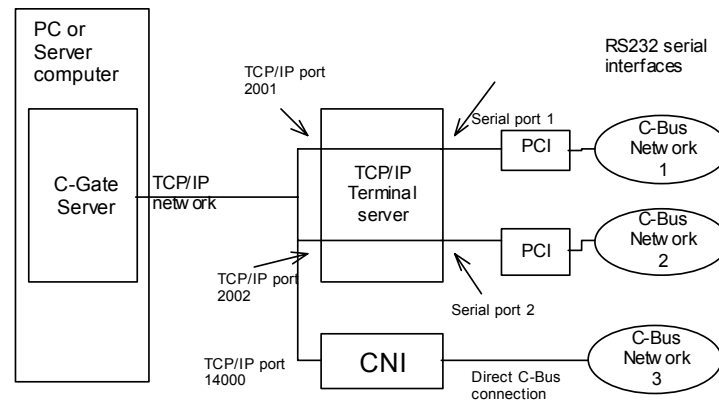 PC or
Server
computer
C-Gate
Server
TCP/IP
network
TCP/IP port
2001
TCP/IP
Terminal
server
TCP/IP port
2002
TCP/IP port
14000
CNI
RS232 serial
interfaces
Serial port 1
PCI
C-Bus
Network
1
PCI
C-Bus
Network
2
Serial port 2
Direct C-Bus
connection
C-Bus
Network
3